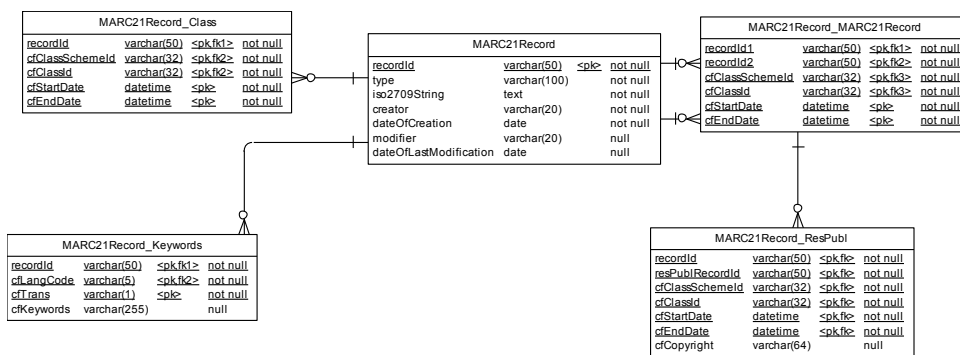 MARC21Record_Class
recordId varchar(50) <pk,fk1> not null
cfClassSchemeId varchar(32) <pk,fk2> not null
cfClassId varchar(32) <pk,fk2> not null
cfStartDate datetime <pk> not null
cfEndDate datetime <pk> not null
MARC21Record
recordId varchar(50) <pk> not null
type varchar(100) not null
iso2709String text not null
creator varchar(20) not null
dateOfCreation date not null
modifier varchar(20) null
dateOfLastModification date null
MARC21Record_MARC21Record
recordId1 varchar(50) <pk,fk1> not null
recordId2 varchar(50) <pk,fk2> not null
cfClassSchemeId varchar(32) <pk,fk3> not null
cfClassId varchar(32) <pk,fk3> not null
cfStartDate datetime <pk> not null
cfEndDate datetime <pk> not null
MARC21Record_Keywords
recordId varchar(50) <pk,fk1> not null
cfLangCode varchar(5) <pk,fk2> not null
cfTrans varchar(1) <pk> not null
cfKeywords varchar(255) null
MARC21Record_ResPubl
recordId varchar(50) <pk,fk> not null
resPublRecordId varchar(50) <pk,fk> not null
cfClassSchemeId varchar(32) <pk,fk> not null
cfClassId varchar(32) <pk,fk> not null
cfStartDate datetime <pk,fk> not null
cfEndDate datetime <pk,fk> not null
cfCopyright varchar(64) null